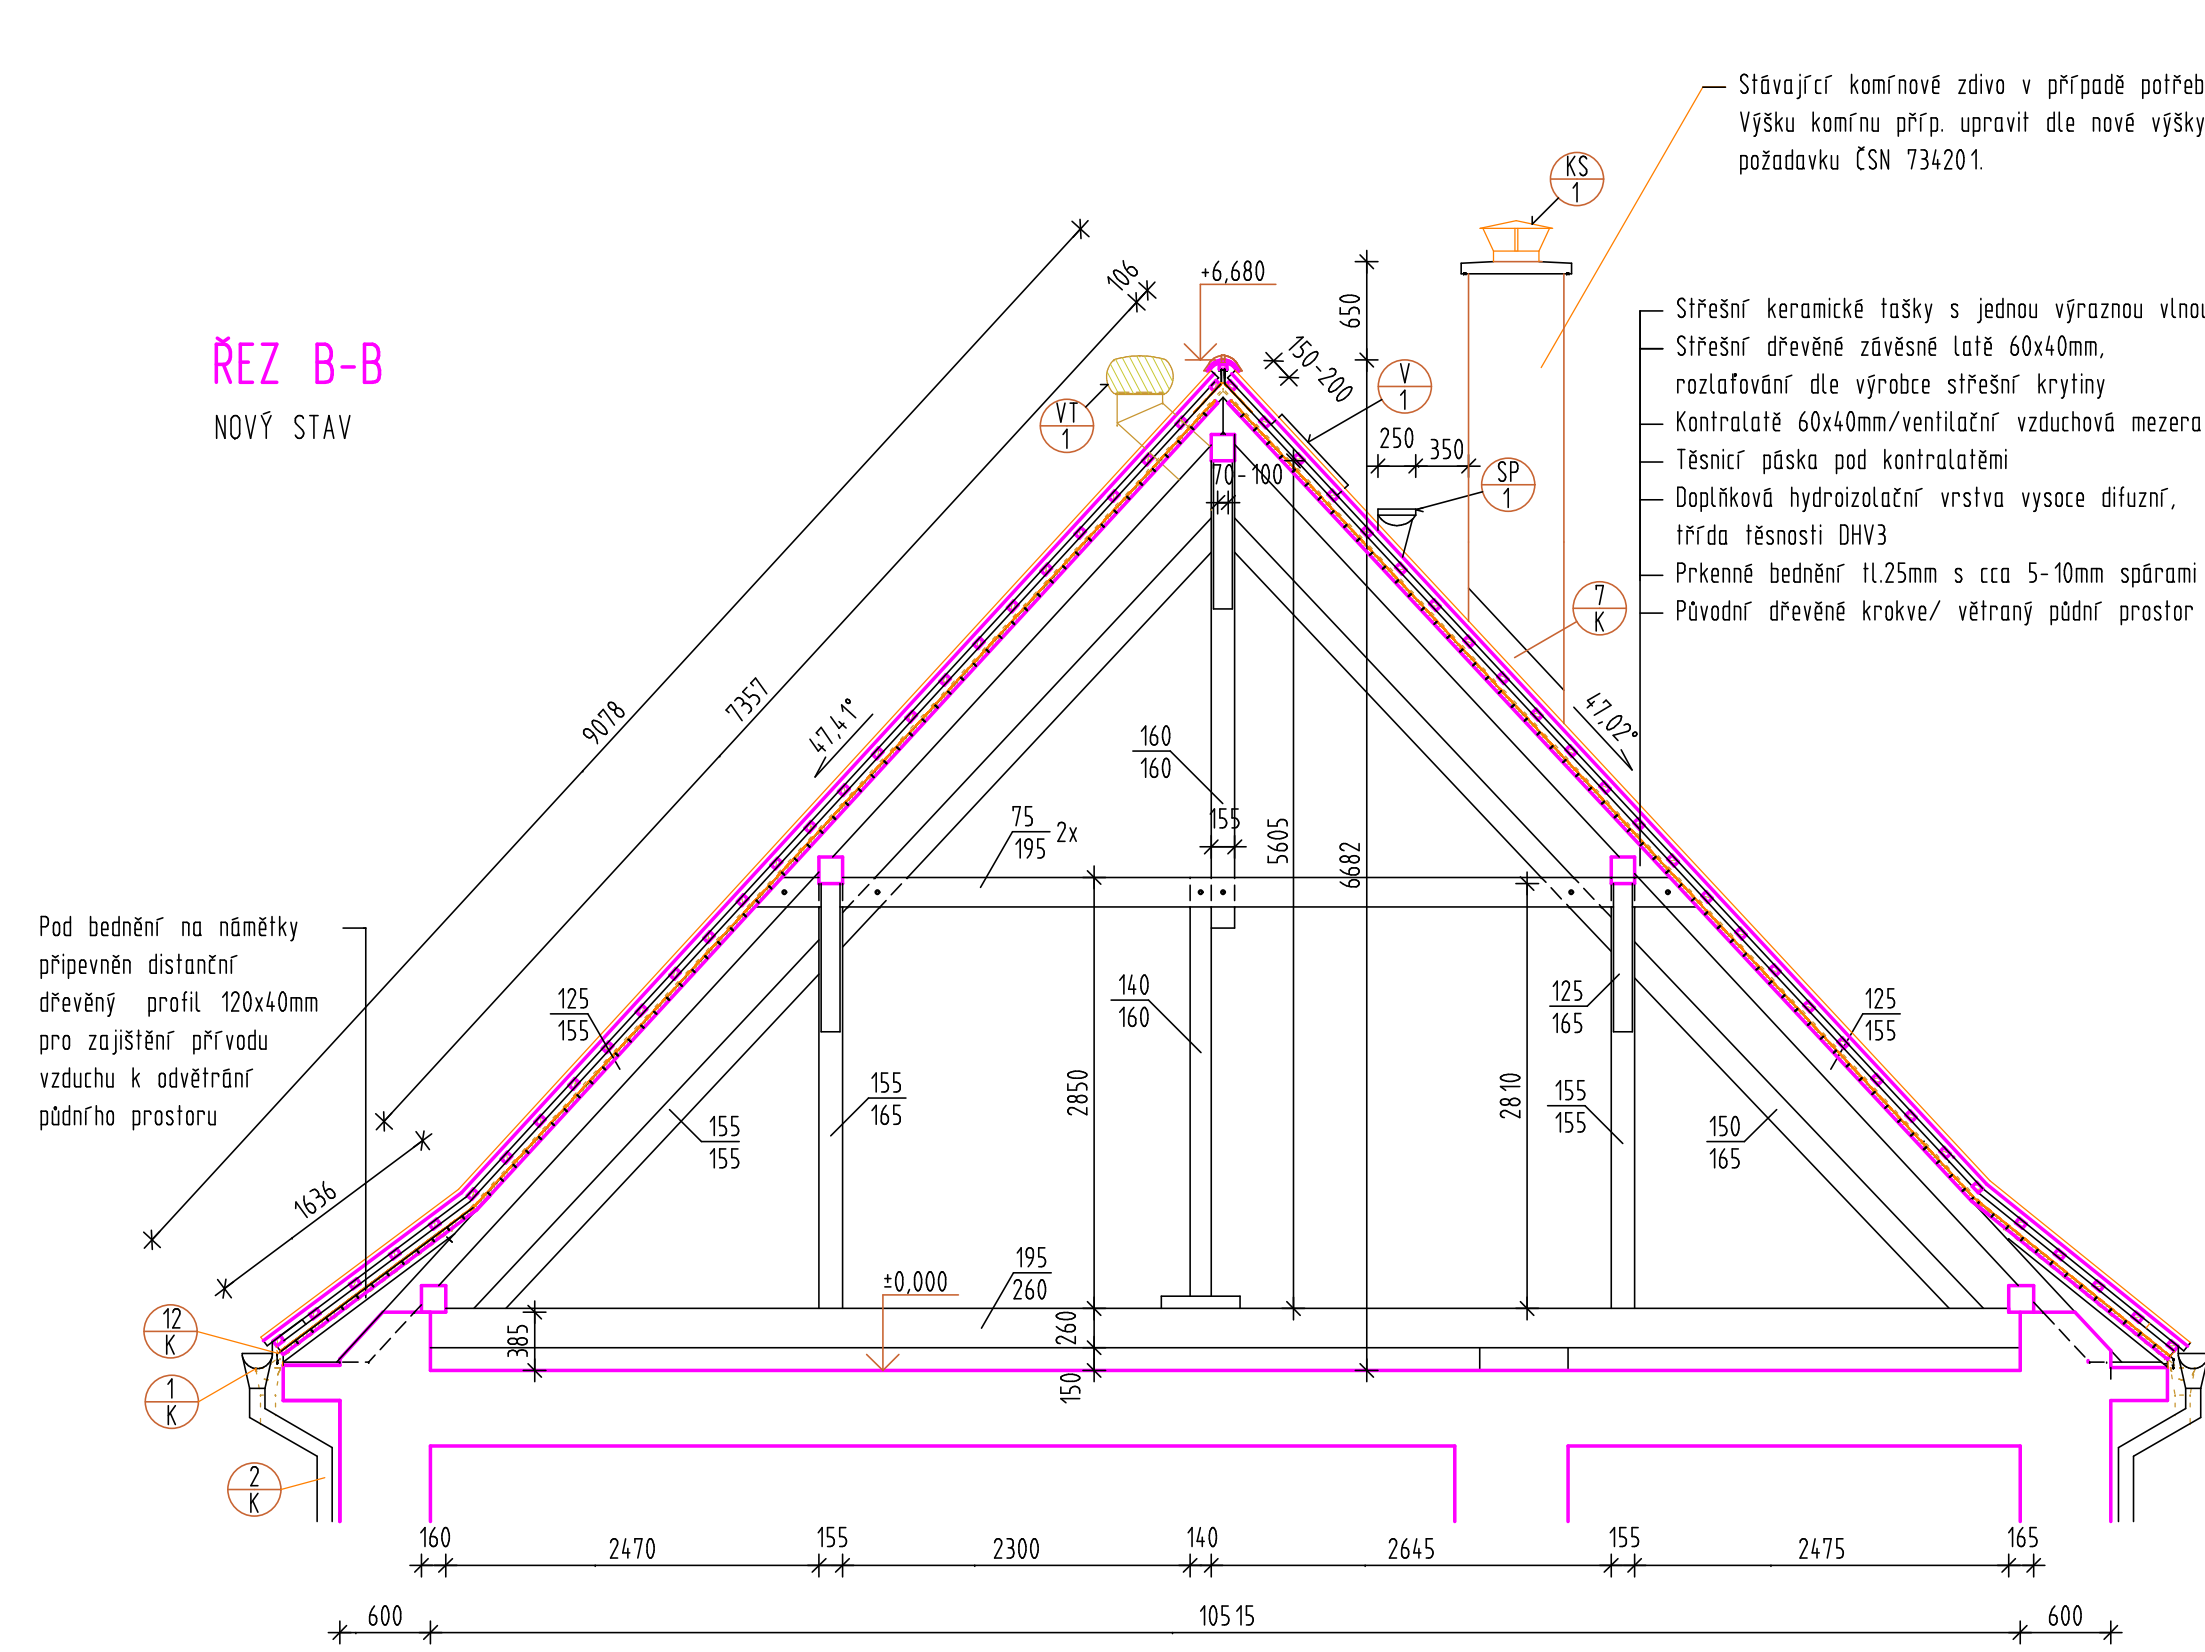 Stávající komínové zdivo v případě potřeb
Výšku komínu příp. upravit dle nové výšky
požadavku ČSN 734201.
KS
1
ŘEZ B-B
NOVÝ STAV
106
+6,680
650
150-200
V
1
VT
1
250
350
SP
1
70-100
Střešní keramické tašky s jednou výraznou vlnou
Střešní dřevěné závěsné latě 60x40mm,
rozlaťování dle výrobce střešní krytiny
Kontralatě 60x40mm/ventilační vzduchová mezera
Těsnicí páska pod kontralatěmi
Doplňková hydroizolační vrstva vysoce difuzní,
třída těsnosti DHV3
Prkenné bednění tl.25mm s cca 5-10mm spárami
Původní dřevěné krokve/ větraný půdní prostor
7
K
9078
7357
47,41°
47,02°
160
160
155
75
195
2x
5605
6682
Pod bednění na námětky
připevněn distanční
dřevěný profil 120x40mm
pro zajištění přívodu
vzduchu k odvětrání
půdního prostoru
125
155
140
160
125
165
125
155
155
165
2850
2810
155
155
155
155
150
165
1636
195
260
±0,000
12
K
385
260
150
1
K
2
K
160
2470
155
2300
140
2645
155
2475
165
600
10515
600